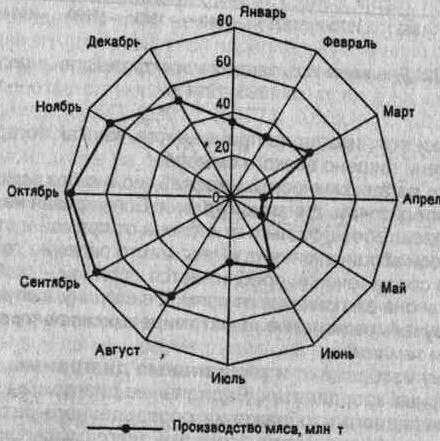 Январь
Февраль
Март
Апрел
Май
Июнь
Июль
Август
Сентябрь
Октябрь
Ноябрь
Декабрь
80
60
40
20
0
Производство мяса, млн т